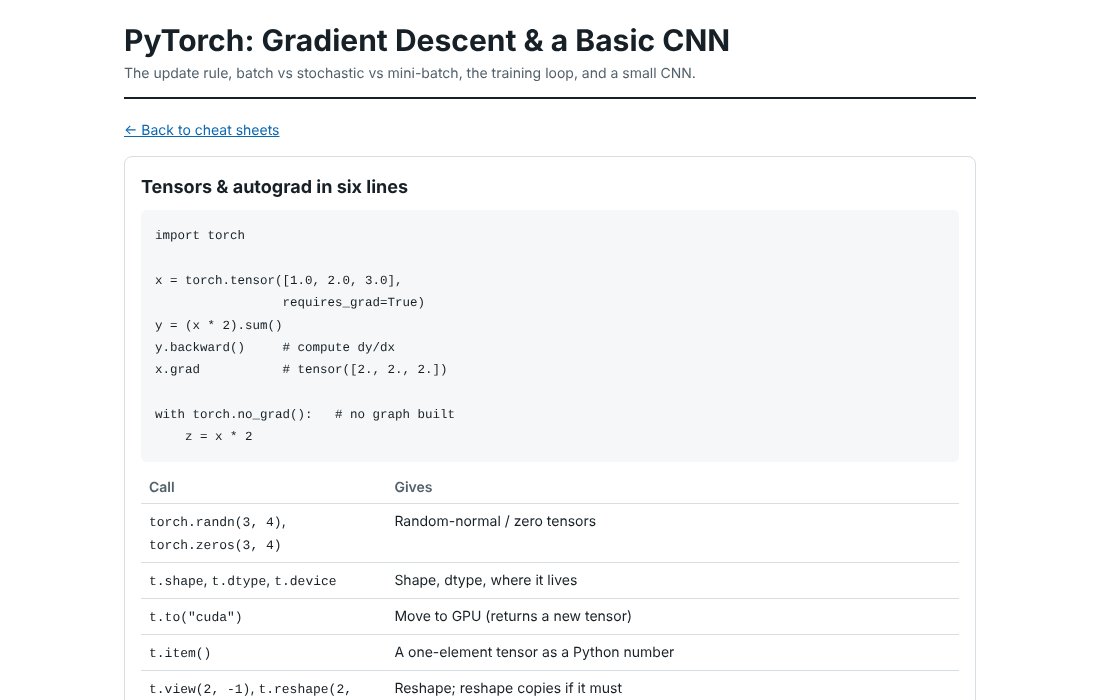 PyTorch: Gradient Descent & a Basic CNN
The update rule, batch vs stochastic vs mini-batch, the training loop, and a small CNN.
← Back to cheat sheets
Tensors & autograd in six lines
import torch
x = torch.tensor([1.0, 2.0, 3.0],
                 requires_grad=True)
y = (x * 2).sum()
y.backward()     # compute dy/dx
x.grad           # tensor([2., 2., 2.])
with torch.no_grad():   # no graph built
    z = x * 2
Call Gives
torch.randn(3, 4), Random-normal / zero tensors
torch.zeros(3, 4)
t.shape, t.dtype, t.device Shape, dtype, where it lives
t.to("cuda") Move to GPU (returns a new tensor)
t.item() A one-element tensor as a Python number
t.view(2, -1), t.reshape(2, Reshape; reshape copies if it must